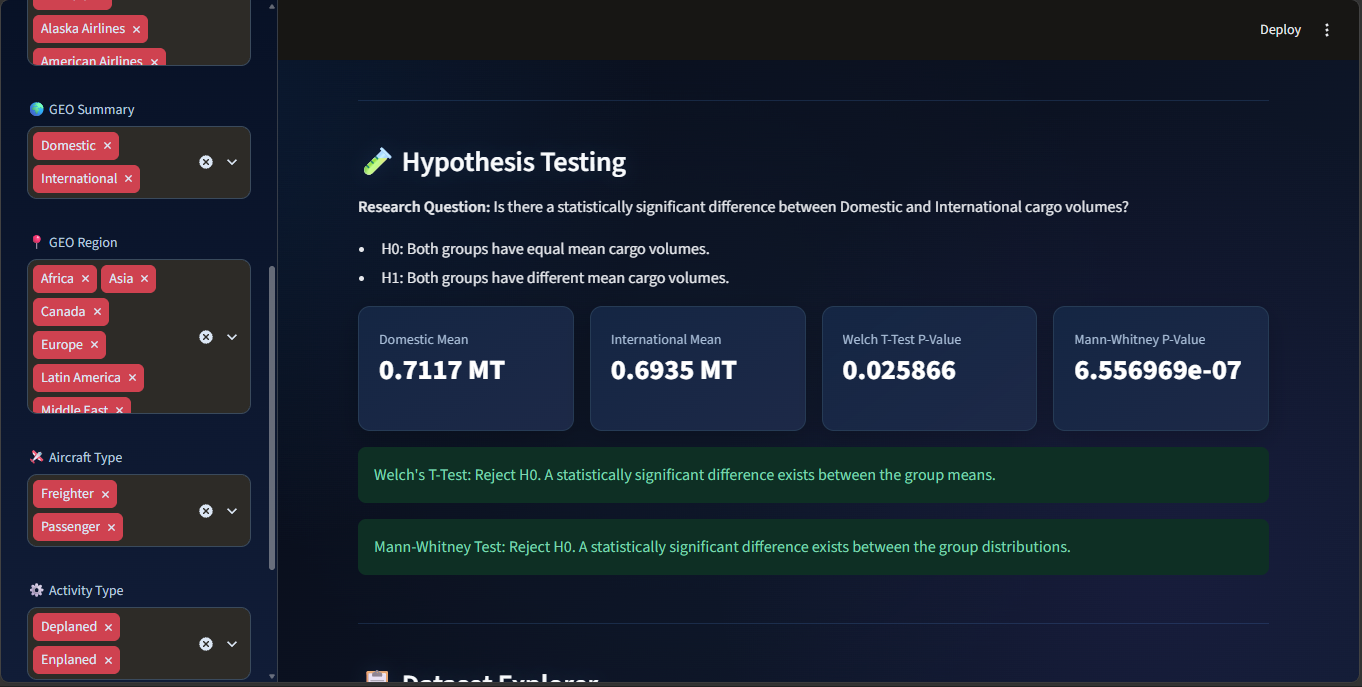 Alaska Airlines ×
American Airlines ×
GEO Summary
Domestic ×
International ×
GEO Region
Africa × Asia ×
Canada ×
Europe ×
Latin America ×
Middle East ×
Aircraft Type
Freighter ×
Passenger ×
Activity Type
Deplaned ×
Enplaned ×
Deploy
Hypothesis Testing
Research Question: Is there a statistically significant difference between Domestic and International cargo volumes?
• H0: Both groups have equal mean cargo volumes.
• H1: Both groups have different mean cargo volumes.
Domestic Mean
0.7117 MT
International Mean
0.6935 MT
Welch T-Test P-Value
0.025866
Mann-Whitney P-Value
6.556969e-07
Welch's T-Test: Reject H0. A statistically significant difference exists between the group means.
Mann-Whitney Test: Reject H0. A statistically significant difference exists between the group distributions.
Dataset Explorer